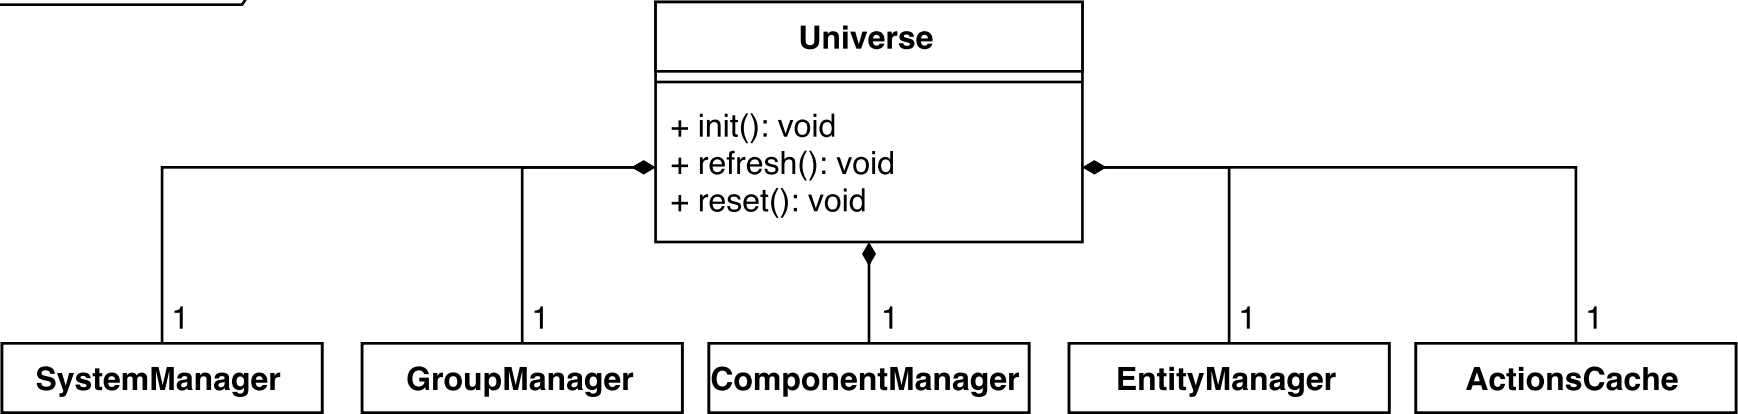 Universe
+ init(): void
+ refresh(): void
+ reset(): void
1 1 1 1 1
SystemManager GroupManager ComponentManager EntityManager ActionsCache